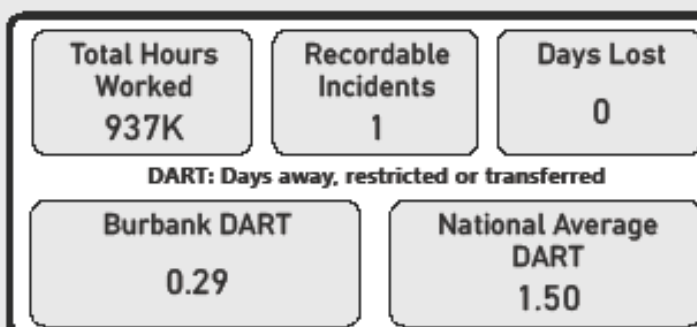 Total Hours
Worked
937K
Recordable
Incidents
1
Days Lost
0
DART: Days away, restricted or transferred
Burbank DART
0.29
National Average
DART
1.50